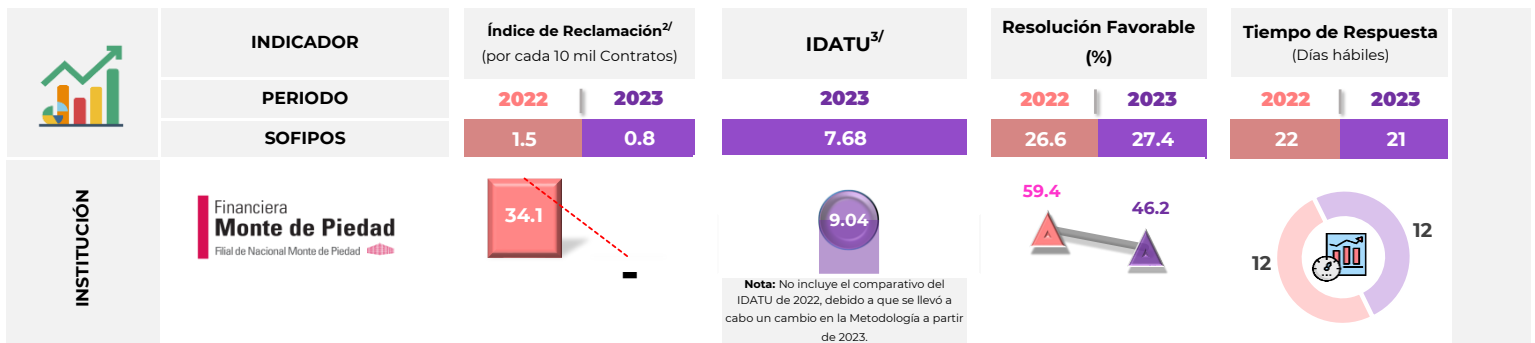 INDICADOR
Índice de Reclamación2/
(por cada 10 mil Contratos)
IDATU3/
Resolución Favorable
(%)
Tiempo de Respuesta
(Días hábiles)
PERIODO
2022
2023
2023
2022
2023
2022
2023
SOFIPOS
1.5
0.8
7.68
26.6
27.4
22
21
INSTITUCIÓN
Financiera
Monte de Piedad
Filial de Nacional Monte de Piedad
34.1
-
9.04
Nota: No incluye el comparativo del
IDATU de 2022, debido a que se llevó a
cabo un cambio en la Metodología a partir
de 2023.
59.4
46.2
12
12